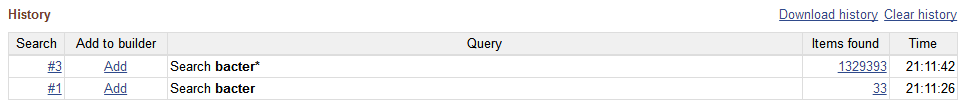 History Download history Clear history
Search Add to builder Query Items found Time
#3 Add Search bacter* 1329393 21:11:42
#1 Add Search bacter 33 21:11:26